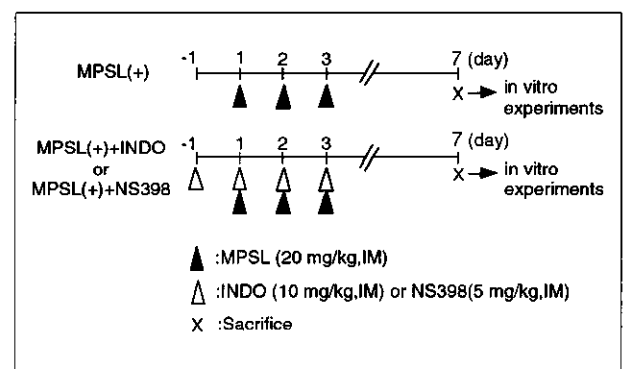 MPSL(+)
-1 1 2 3 7 (day)
X in vitro
experiments
MPSL(+)+INDO
or
MPSL(+)+NS398
-1 1 2 3 7 (day)
X in vitro
experiments
:MPSL (20 mg/kg,IM)
:INDO (10 mg/kg,IM) or NS398(5 mg/kg,IM)
X :Sacrifice